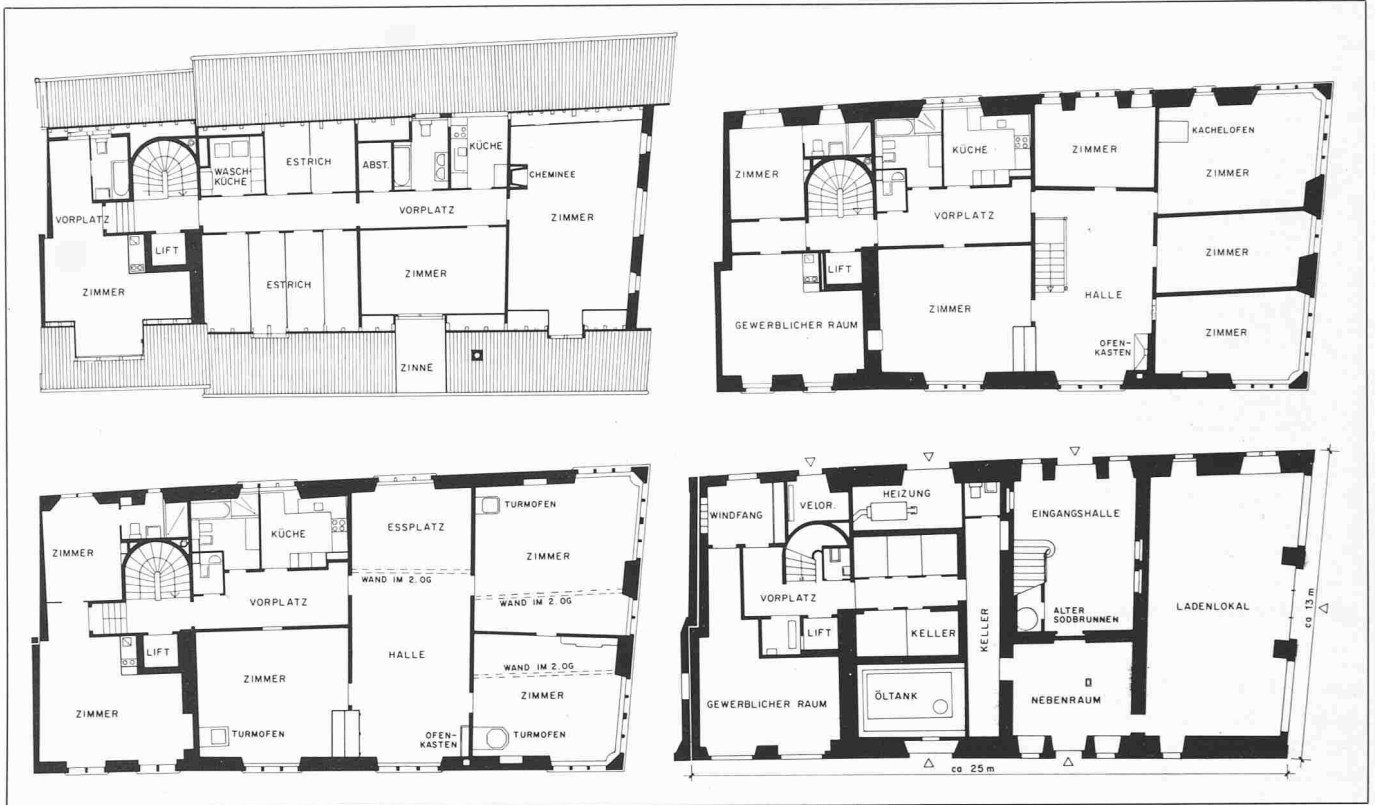 ESTRICH
ABST.
KÜCHE
WASCH-
KÜCHE
CHEMINEE
VORPLATZ
VORPLATZ
ZIMMER
LIFT
ZIMMER
ESTRICH
ZIMMER
ZINNE
KACHELOFEN
ZIMMER
KÜCHE
ZIMMER
ZIMMER
VORPLATZ
LIFT
ZIMMER
ZIMMER
HALLE
GEWERBLICHER RAUM
ZIMMER
OFEN-
KASTEN
TURMOFEN
ESSPLATZ
KÜCHE
ZIMMER
ZIMMER
WAND IM 2. OG
WAND IM 2. OG
VORPLATZ
LIFT
HALLE
WAND IM 2. OG
ZIMMER
ZIMMER
ZIMMER
TURMOFEN
OFEN-
KASTEN
TURMOFEN
WINDFANG
VELOR.
HEIZUNG
EINGANGSHALLE
VORPLATZ
ALTER
SODBRUNNEN
LADENLOKAL
LIFT
KELLER
KELLER
ca 13 m
ÖLTANK
NEBENRAUM
GEWERBLICHER RAUM
ca 25 m